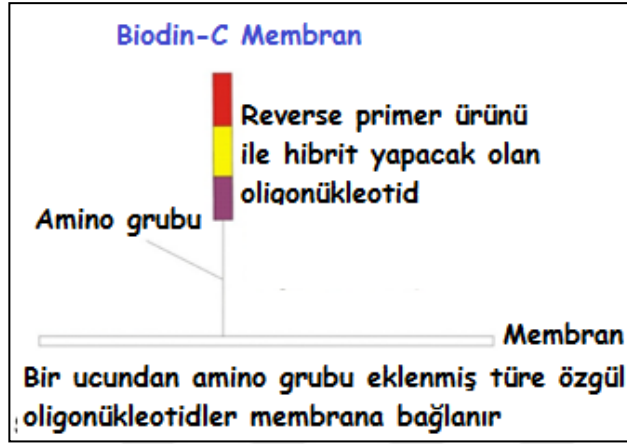 Biodin-C Membran
Reverse primer ürünü
ile hibrit yapacak olan
oligonükleotid
Amino grubu
Membran
Bir ucundan amino grubu eklenmiş türe özgül
oligonükleotidler membrana bağlanır